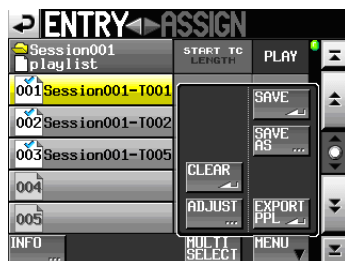 ENTRY ASSIGN
Session001
playlist
START TC
LENGTH
PLAY
001 Session001-T001
002 Session001-T002
003 Session001-T005
004
005
SAVE
SAVE
AS ...
CLEAR
ADJUST
...
EXPORT
PPL
INFO
...
MULTI
SELECT
MENU